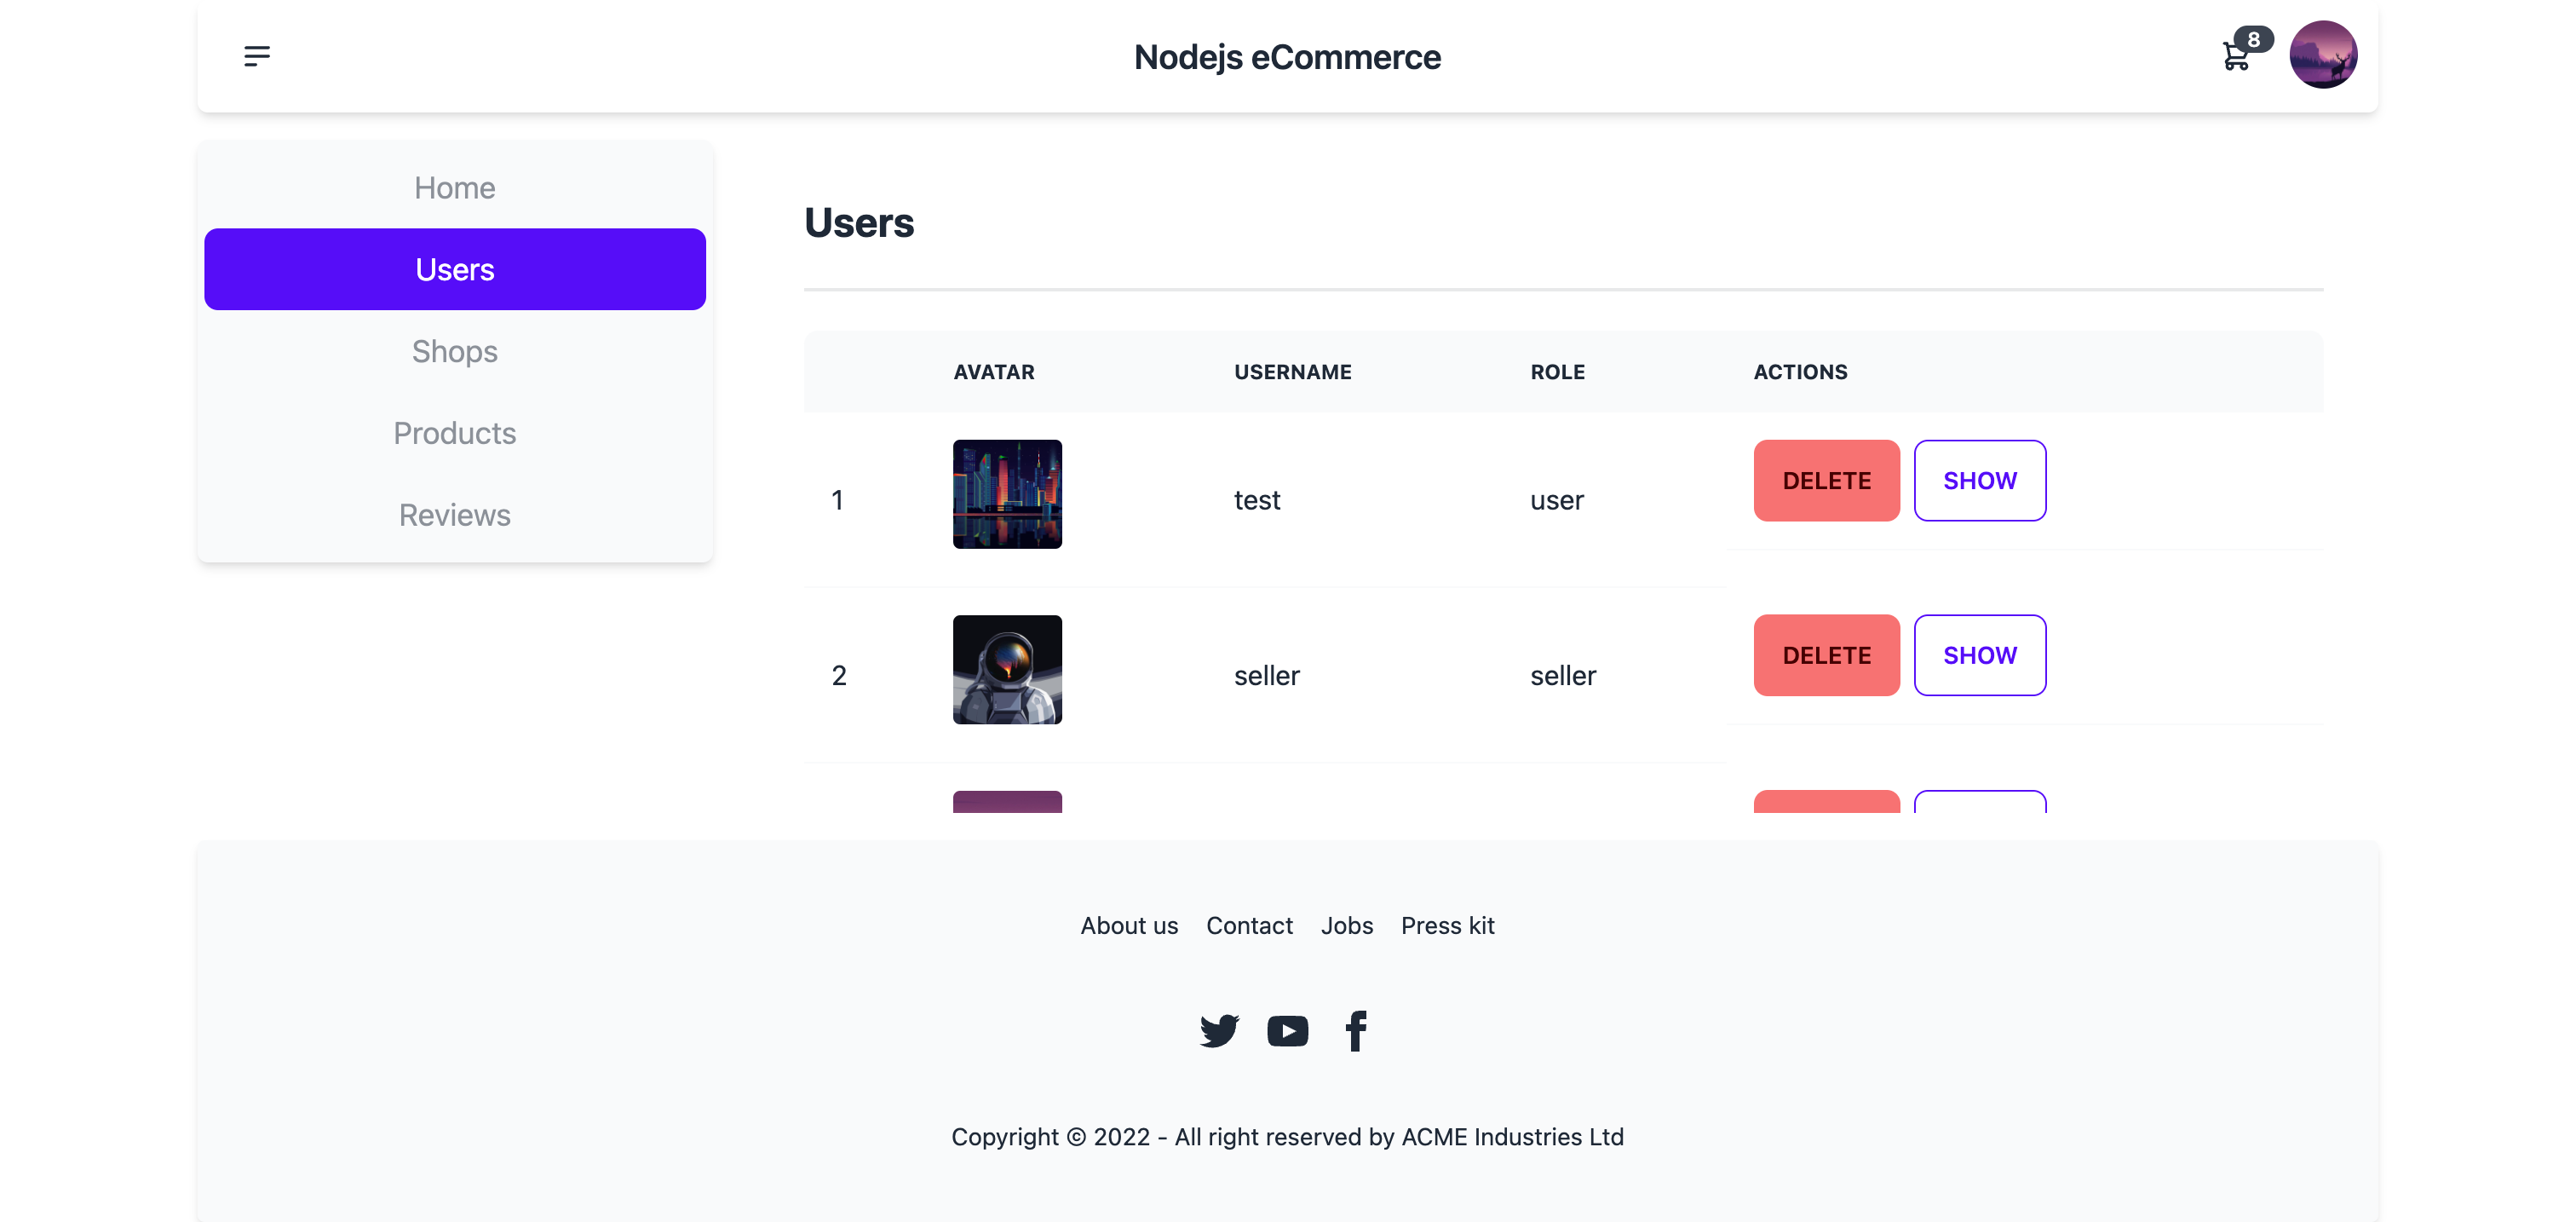 Nodejs eCommerce
8
Home
Users
Shops
Products
Reviews
Users
AVATAR USERNAME ROLE ACTIONS
1 test user DELETE SHOW
2 seller seller DELETE SHOW
About us Contact Jobs Press kit
Copyright © 2022 - All right reserved by ACME Industries Ltd